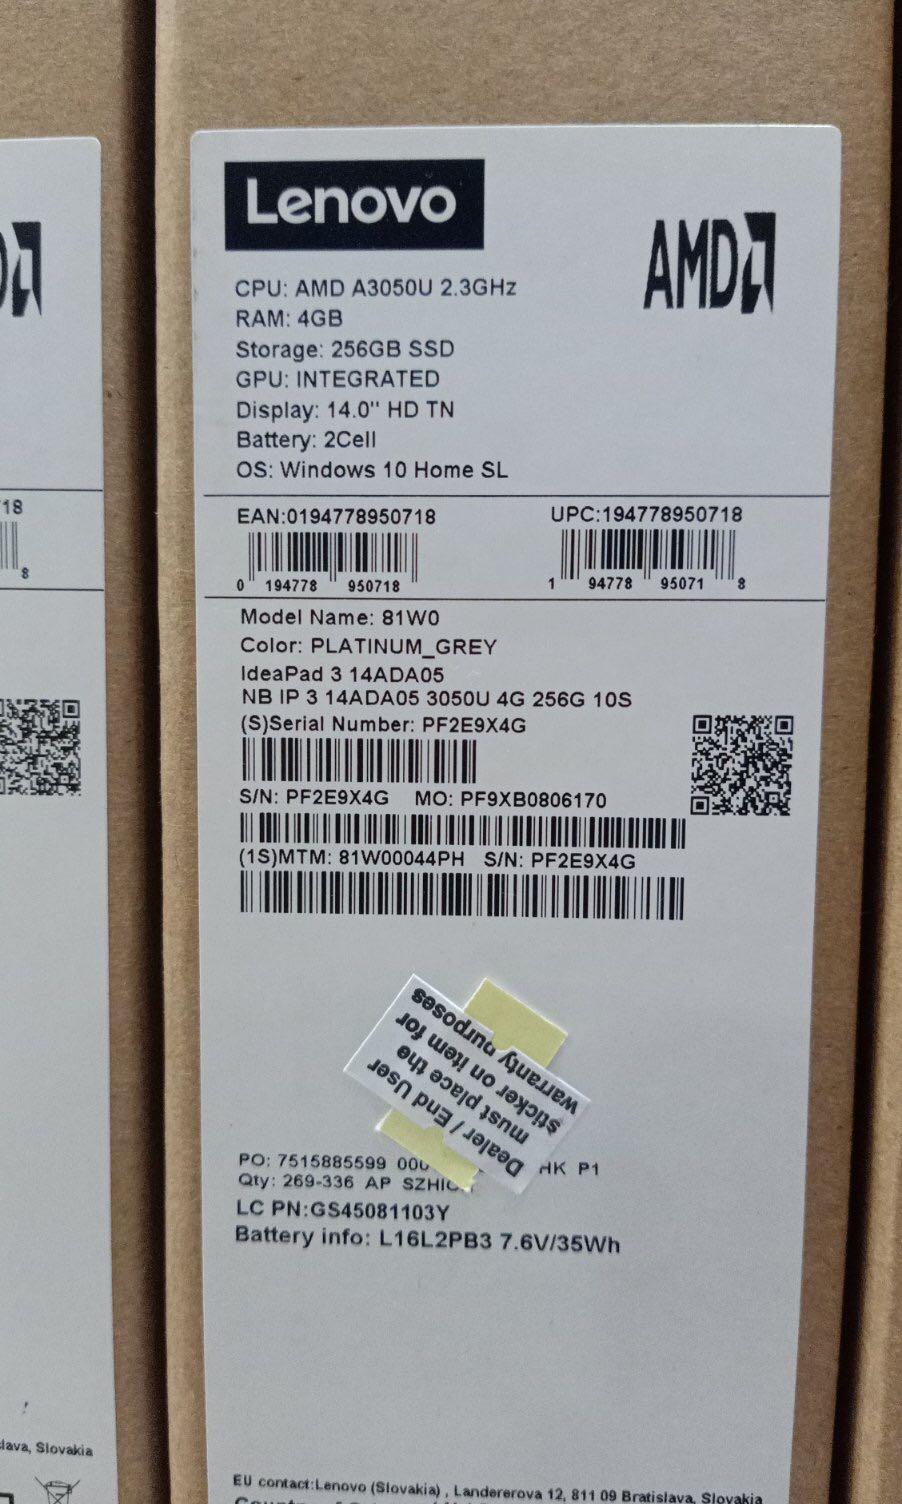 Lenovo
AMD
CPU: AMD A3050U 2.3GHz
RAM: 4GB
Storage: 256GB SSD
GPU: INTEGRATED
Display: 14.0" HD TN
Battery: 2Cell
OS: Windows 10 Home SL
EAN:0194778950718 UPC:194778950718
0 194778 950718 1 94778 95071 8
Model Name: 81W0
Color: PLATINUM_GREY
IdeaPad 3 14ADA05
NB IP 3 14ADA05 3050U 4G 256G 10S
(S)Serial Number: PF2E9X4G
S/N: PF2E9X4G MO: PF9XB0806170
(1S)MTM: 81W00044PH S/N: PF2E9X4G
Dealer / End User
must place the
sticker on item for
warranty purposes
PO: 7515885599 HK P1
Qty: 269-336 AP
LC PN:GS45081103Y
Battery info: L16L2PB3 7.6V/35Wh
EU contact:Lenovo (Slovakia) , Landererova 12, 811 09 Bratislava, Slovakia
18
8
Slovakia